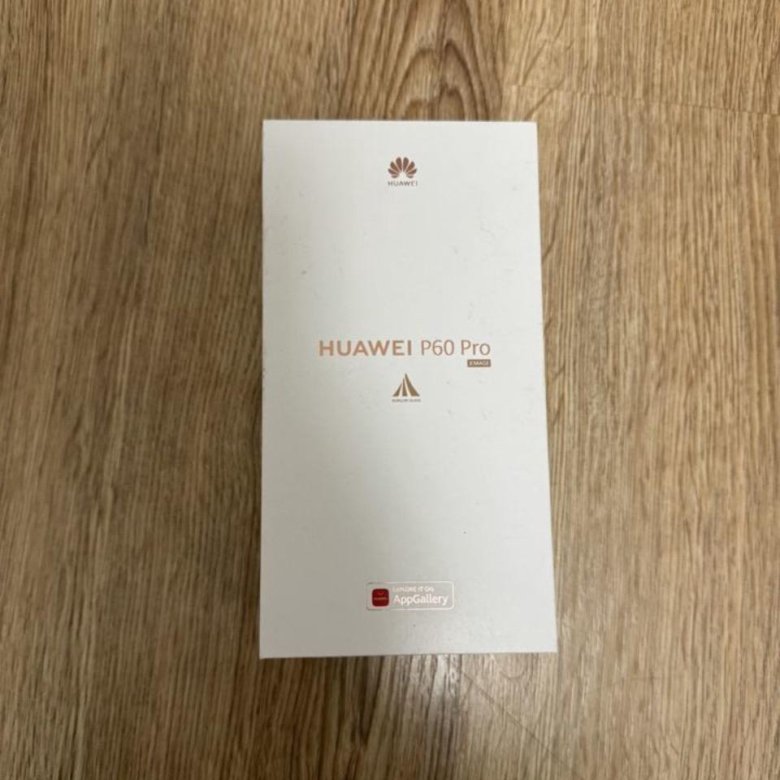 HUAWEI
HUAWEI P60 Pro
XMAGE
EXPLORE IT ON
AppGallery